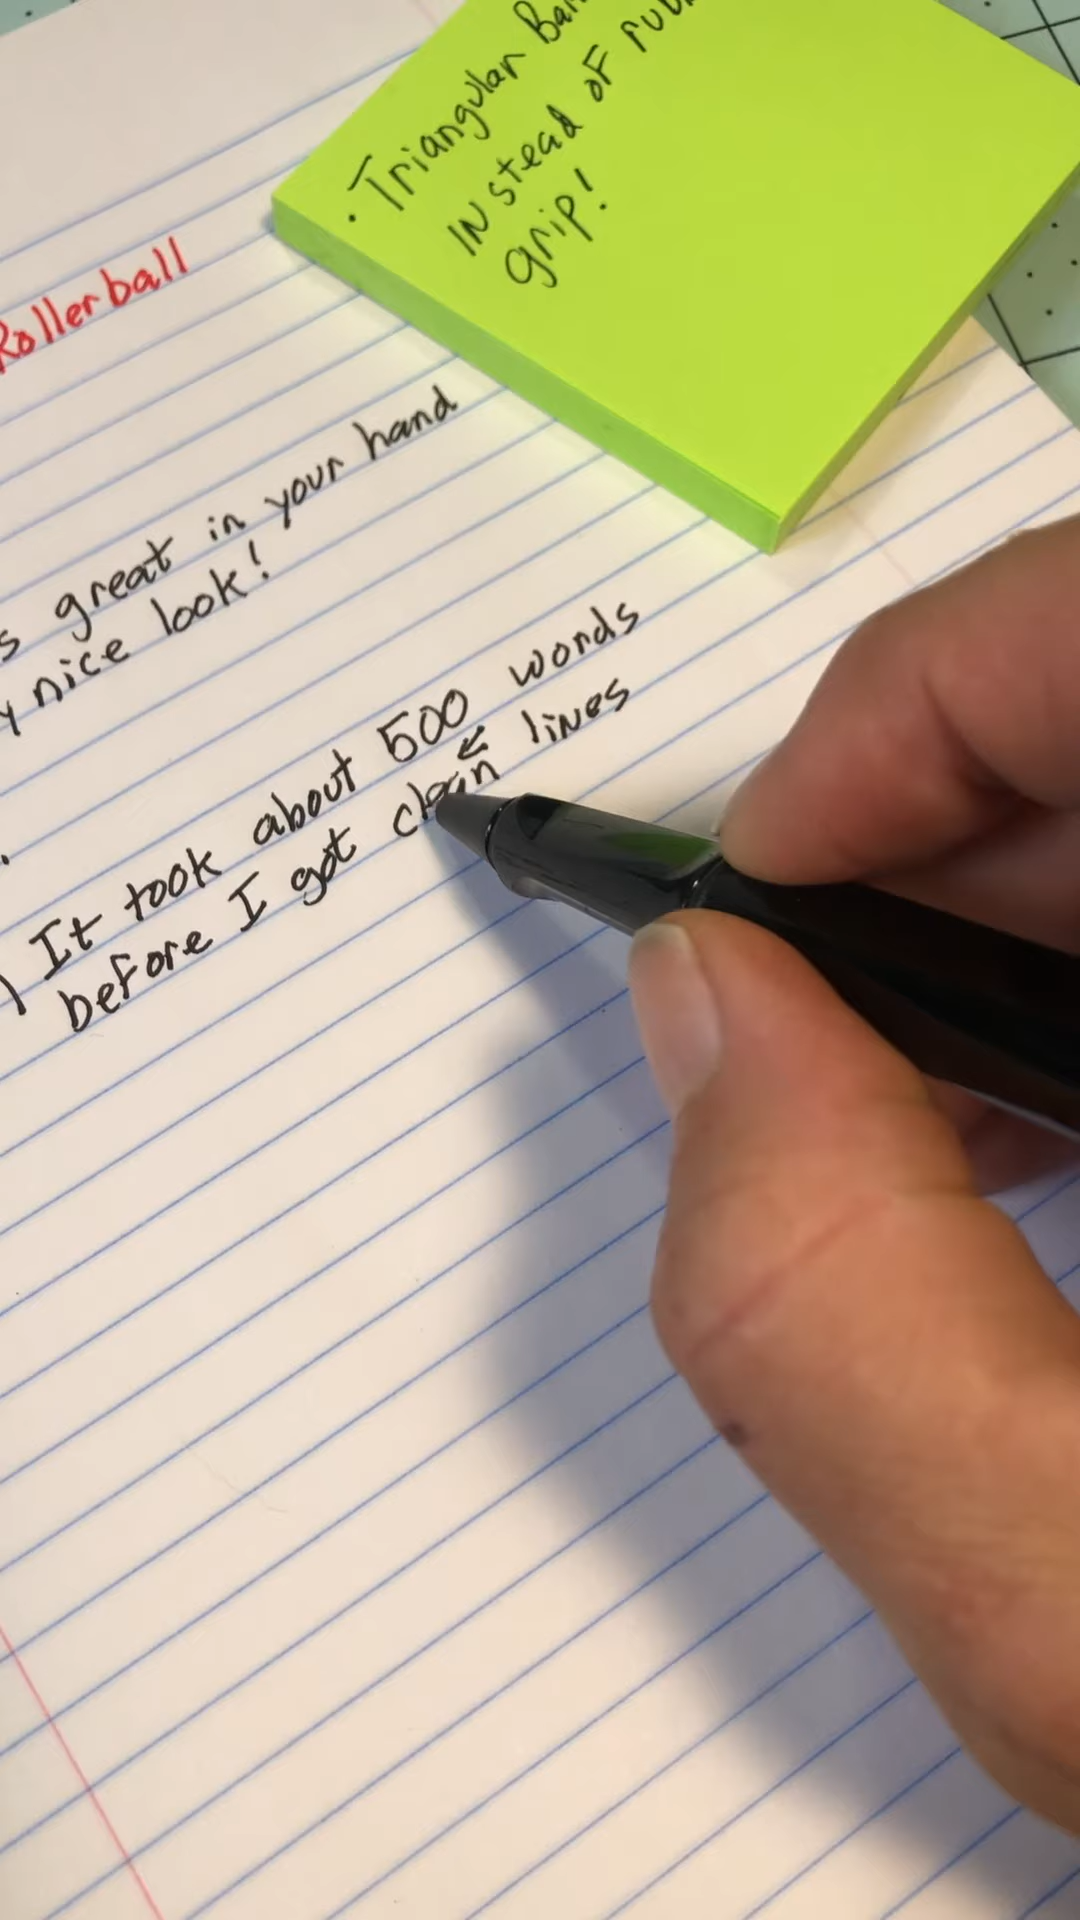 • Triangular
INstead of
grip!
Rollerball
great in your hand
nice look!
It took about 500 words
before I got clean lines